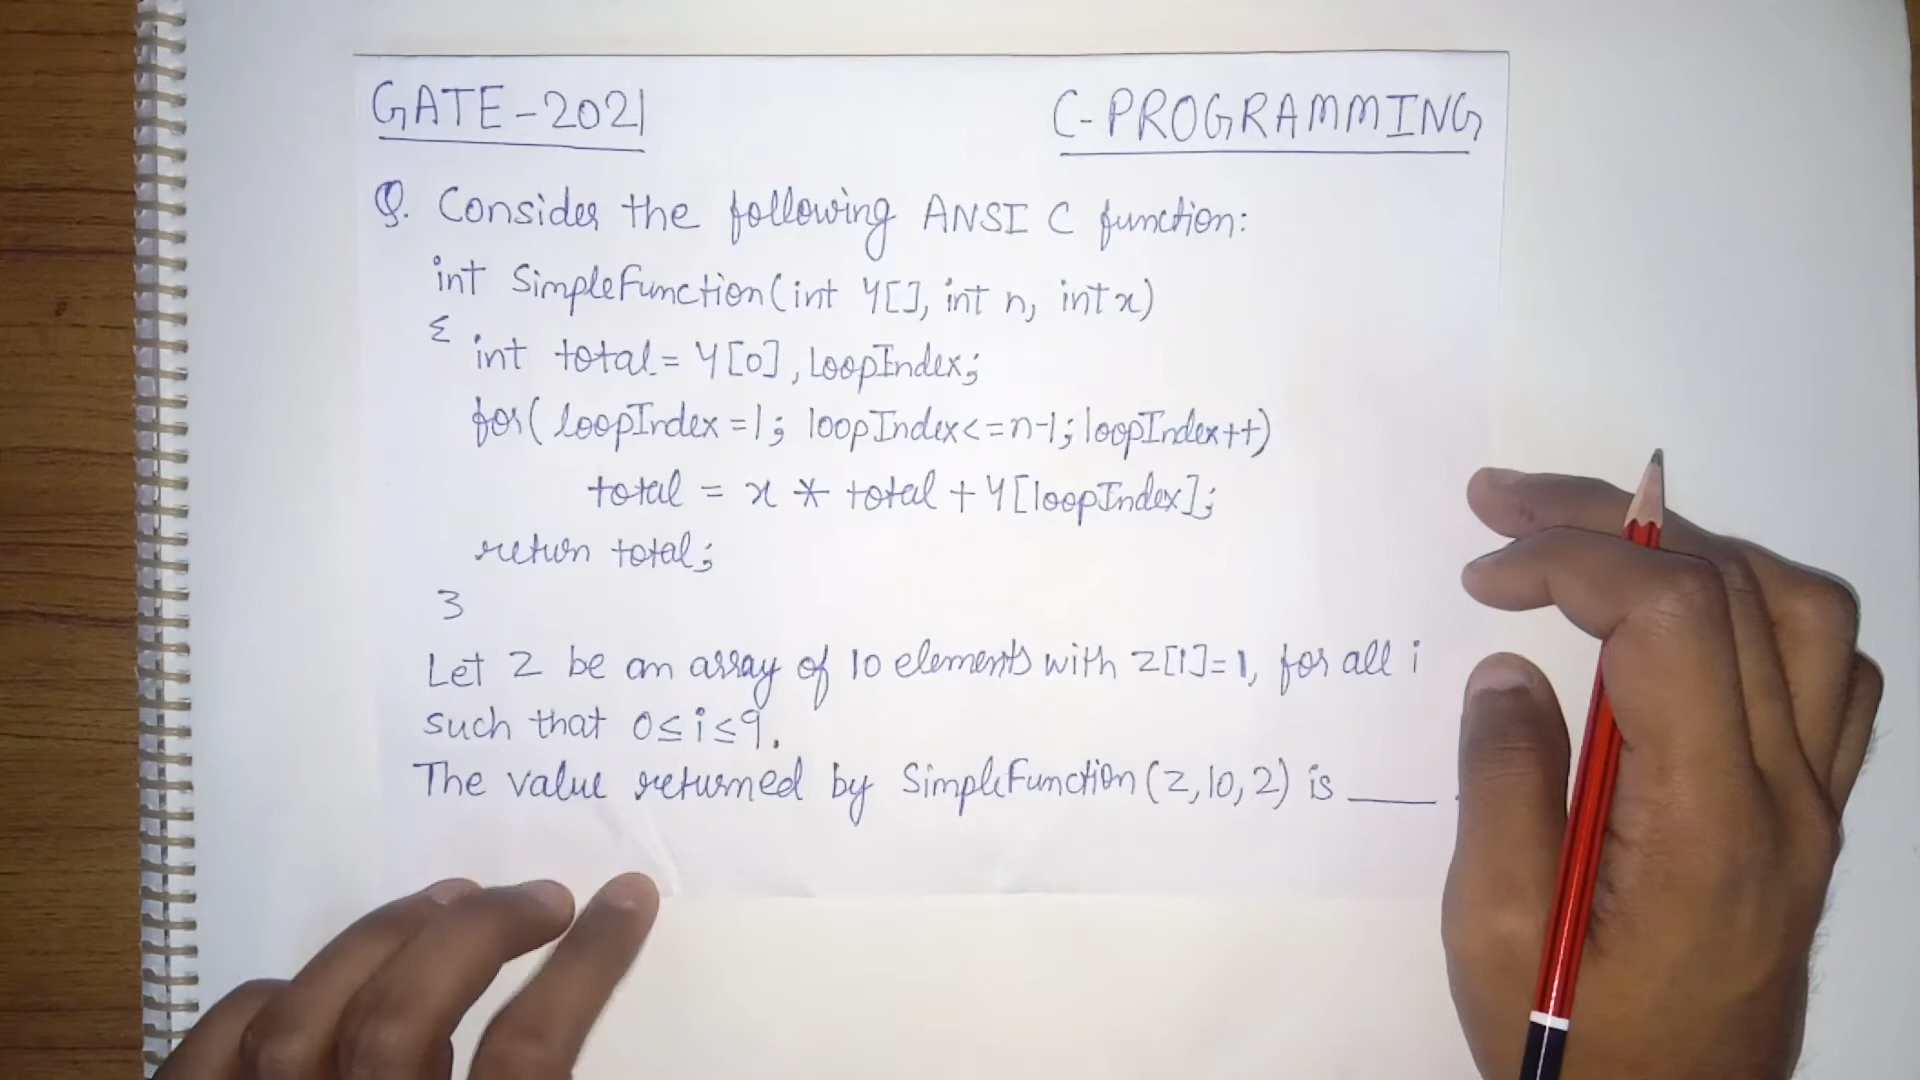 GATE-2021
C-PROGRAMMING
Q. Consider the following ANSI C function:
int SimpleFunction(int Y[], int n, int x)
{
int total = Y[0], LoopIndex;
for( loopIndex =1; loopIndex<=n-1; loopIndex++)
total = x * total + Y[loopIndex];
return total;
}
Let Z be an array of 10 elements with Z[i]=1, for all i
such that 0≤i≤9.
The value returned by SimpleFunction(Z,10,2) is ____.